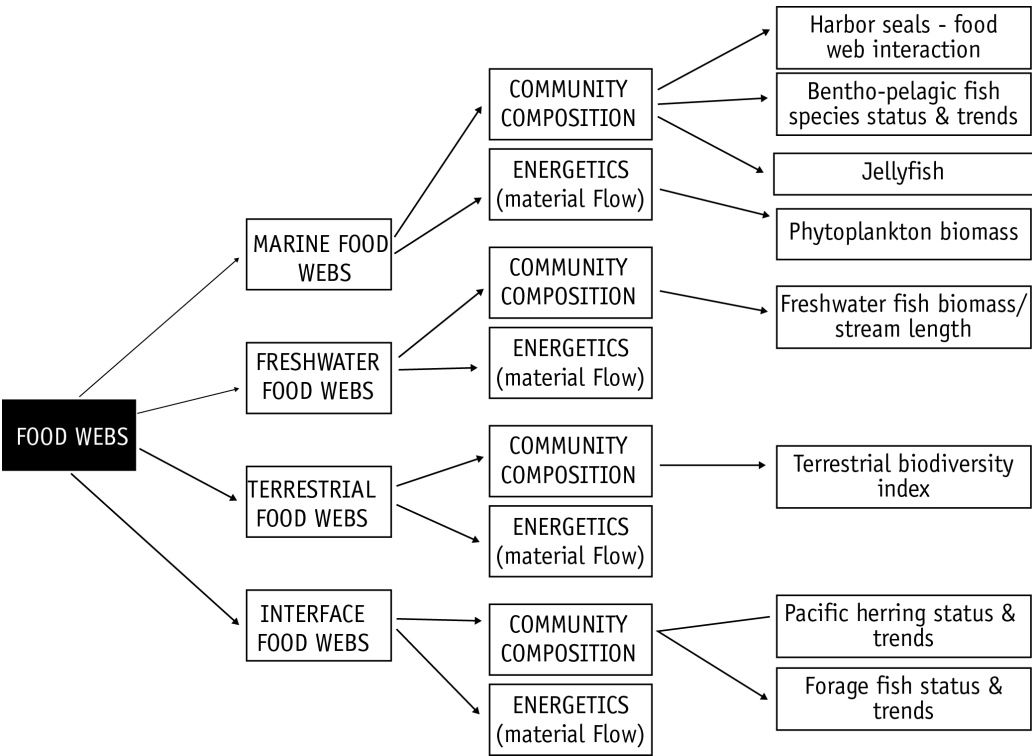 FOOD WEBS
MARINE FOOD
WEBS
FRESHWATER
FOOD WEBS
TERRESTRIAL
FOOD WEBS
INTERFACE
FOOD WEBS
COMMUNITY
COMPOSITION
ENERGETICS
(material Flow)
COMMUNITY
COMPOSITION
ENERGETICS
(material Flow)
COMMUNITY
COMPOSITION
ENERGETICS
(material Flow)
COMMUNITY
COMPOSITION
ENERGETICS
(material Flow)
Harbor seals - food
web interaction
Bentho-pelagic fish
species status & trends
Jellyfish
Phytoplankton biomass
Freshwater fish biomass/
stream length
Terrestrial biodiversity
index
Pacific herring status &
trends
Forage fish status &
trends